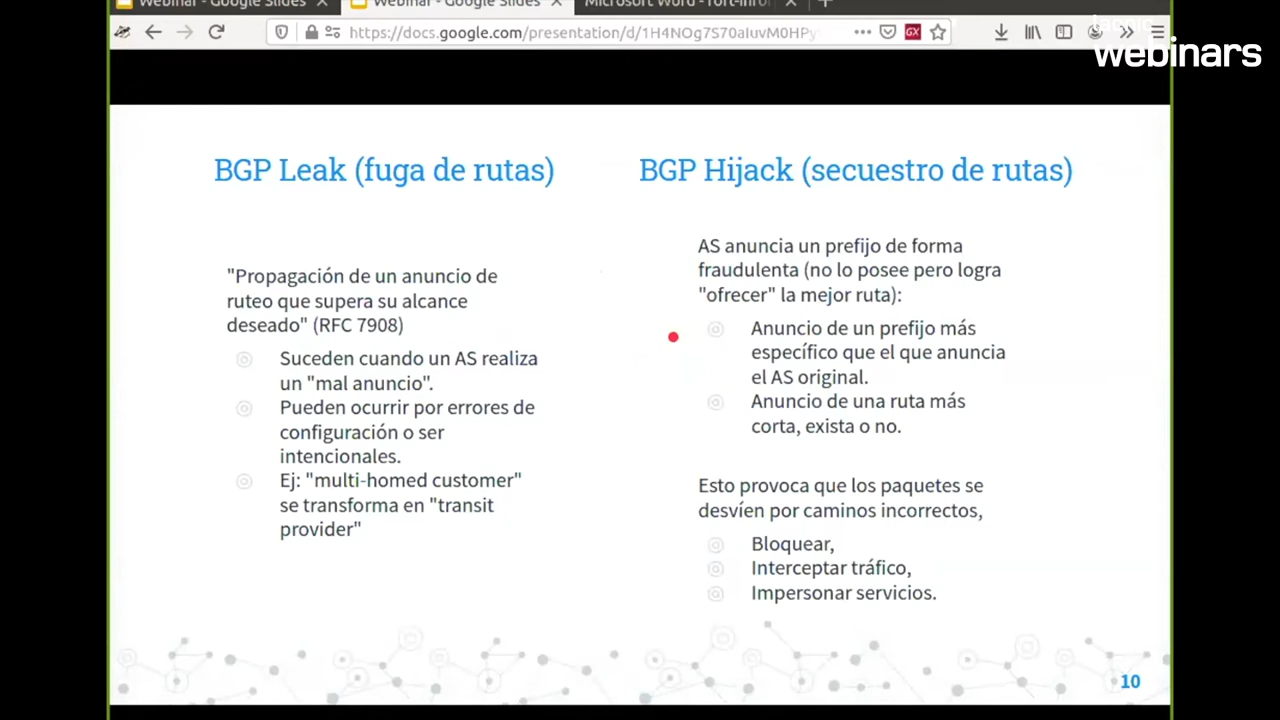 Webinar - Google Slides
Webinar - Google Slides
Microsoft Word - fort-infor
https://docs.google.com/presentation/d/1H4NOg7S70aIuvM0HPy
GX
webinars
BGP Leak (fuga de rutas)
"Propagación de un anuncio de
ruteo que supera su alcance
deseado" (RFC 7908)
Suceden cuando un AS realiza
un "mal anuncio".
Pueden ocurrir por errores de
configuración o ser
intencionales.
Ej: "multi-homed customer"
se transforma en "transit
provider"
BGP Hijack (secuestro de rutas)
AS anuncia un prefijo de forma
fraudulenta (no lo posee pero logra
"ofrecer" la mejor ruta):
Anuncio de un prefijo más
específico que el que anuncia
el AS original.
Anuncio de una ruta más
corta, exista o no.
Esto provoca que los paquetes se
desvíen por caminos incorrectos,
Bloquear,
Interceptar tráfico,
Impersonar servicios.
10